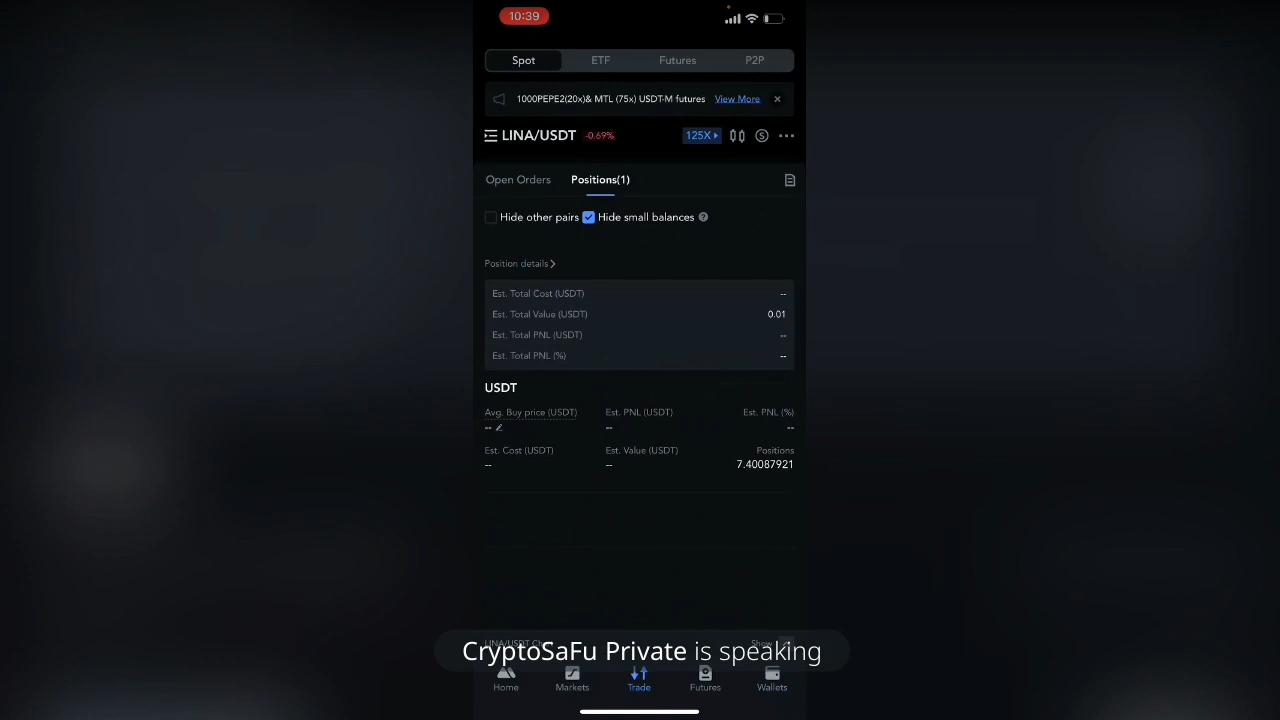 10:39
Spot ETF Futures P2P
1000PEPE2(20x)& MTL (75x) USDT-M futures View More
LINA/USDT -0.69% 125X
Open Orders Positions(1)
Hide other pairs Hide small balances
Position details
Est. Total Cost (USDT) --
Est. Total Value (USDT) 0.01
Est. Total PNL (USDT) --
Est. Total PNL (%) --
USDT
Avg. Buy price (USDT) Est. PNL (USDT) Est. PNL (%)
-- -- --
Est. Cost (USDT) Est. Value (USDT) Positions
-- -- 7.40087921
LINA/USDT Show
CryptoSaFu Private is speaking
Home Markets Trade Futures Wallets